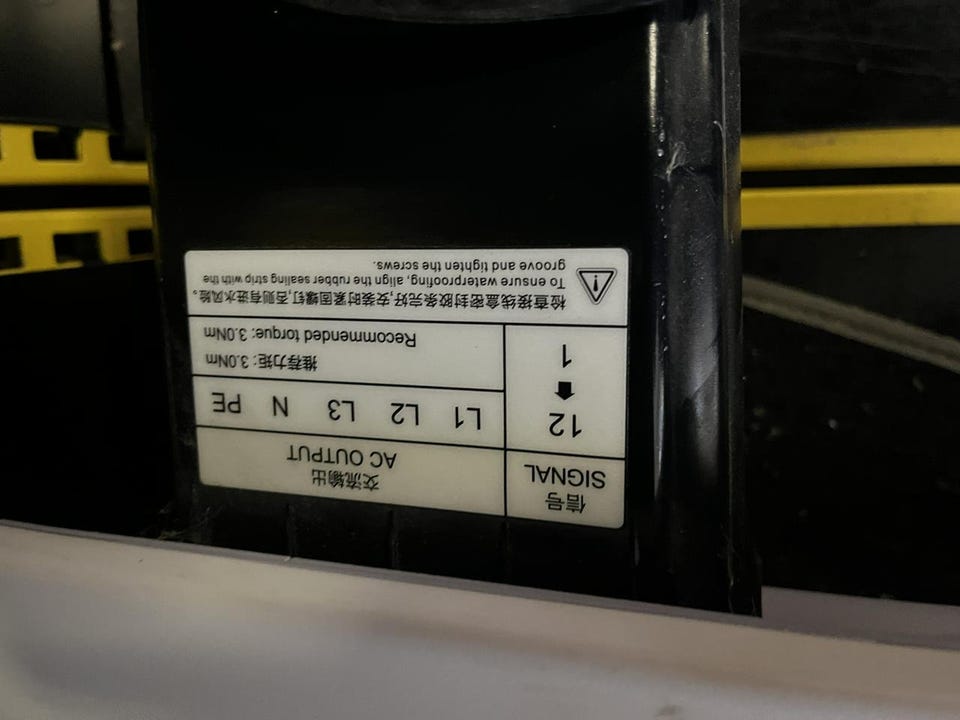 信号
SIGNAL
交流输出
AC OUTPUT
12
1
L1 L2 L3 N PE
推荐力矩: 3.0Nm
Recommended torque: 3.0Nm
检查接线盒密封胶条完好,安装时紧固螺钉,否则有进水风险。
To ensure waterproofing, align the rubber sealing strip with the
groove and tighten the screws.